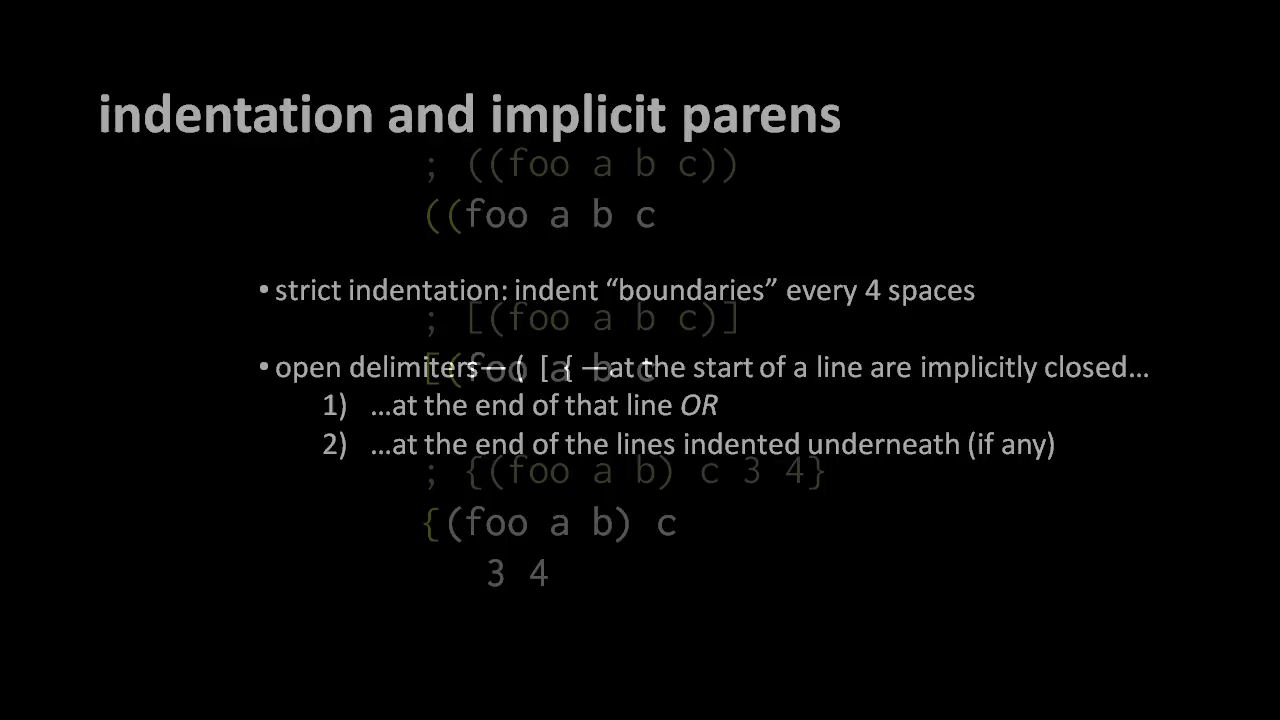 indentation and implicit parens
; ((foo a b c))
((foo a b c
• strict indentation: indent “boundaries” every 4 spaces
; [(foo a b c)]
• open delimiters— ( [ { —at the start of a line are implicitly closed…
[(foo a b c
1) …at the end of that line OR
2) …at the end of the lines indented underneath (if any)
; {(foo a b) c 3 4}
{(foo a b) c
3 4